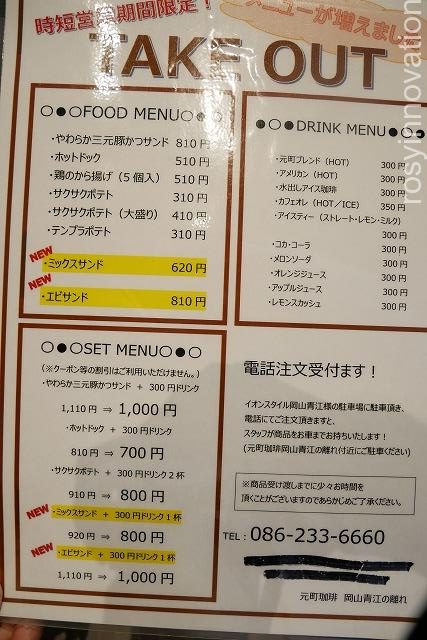 時短営業期間限定！
メニューが増えました
TAKE OUT
○●○FOOD MENU○●○
・やわらか三元豚かつサンド 810円
・ホットドック 510円
・鶏のから揚げ（5個入） 510円
・サクサクポテト 310円
・サクサクポテト（大盛り） 410円
・テンプラポテト 310円
NEW
・ミックスサンド 620円
NEW
・エビサンド 810円
●○●DRINK MENU●○
・元町ブレンド（HOT） 300円
・アメリカン（HOT） 300円
・水出しアイス珈琲 300円
・カフェオレ（HOT／ICE） 350円
・アイスティー（ストレート・レモン・ミルク）
300円
・コカ・コーラ 300円
・メロンソーダ 300円
・オレンジジュース 300円
・アップルジュース 300円
・レモンスカッシュ 300円
○●○SET MENU○●○
（※クーポン等の割引はご利用いただけません。）
・やわらか三元豚かつサンド ＋ 300円ドリンク
1,110円 ⇒ 1,000円
・ホットドック ＋ 300円ドリンク
810円 ⇒ 700円
・サクサクポテト ＋ 300円ドリンク2杯
910円 ⇒ 800円
NEW
・ミックスサンド ＋ 300円ドリンク1杯
920円 ⇒ 800円
NEW
・エビサンド ＋ 300円ドリンク1杯
1,110円 ⇒ 1,000円
電話注文受付ます！
イオンスタイル岡山青江様の駐車場に駐車頂き、
電話にてご注文頂きますと、
スタッフが商品をお車までお持ちいたします！
（元町珈琲岡山青江の離れ付近にご駐車ください）
※商品受け渡しまでに少々お時間を
頂くことがございますのであらかじめご了承ください。
TEL：086-233-6660
元町珈琲 岡山青江の離れ
rosyinnovation